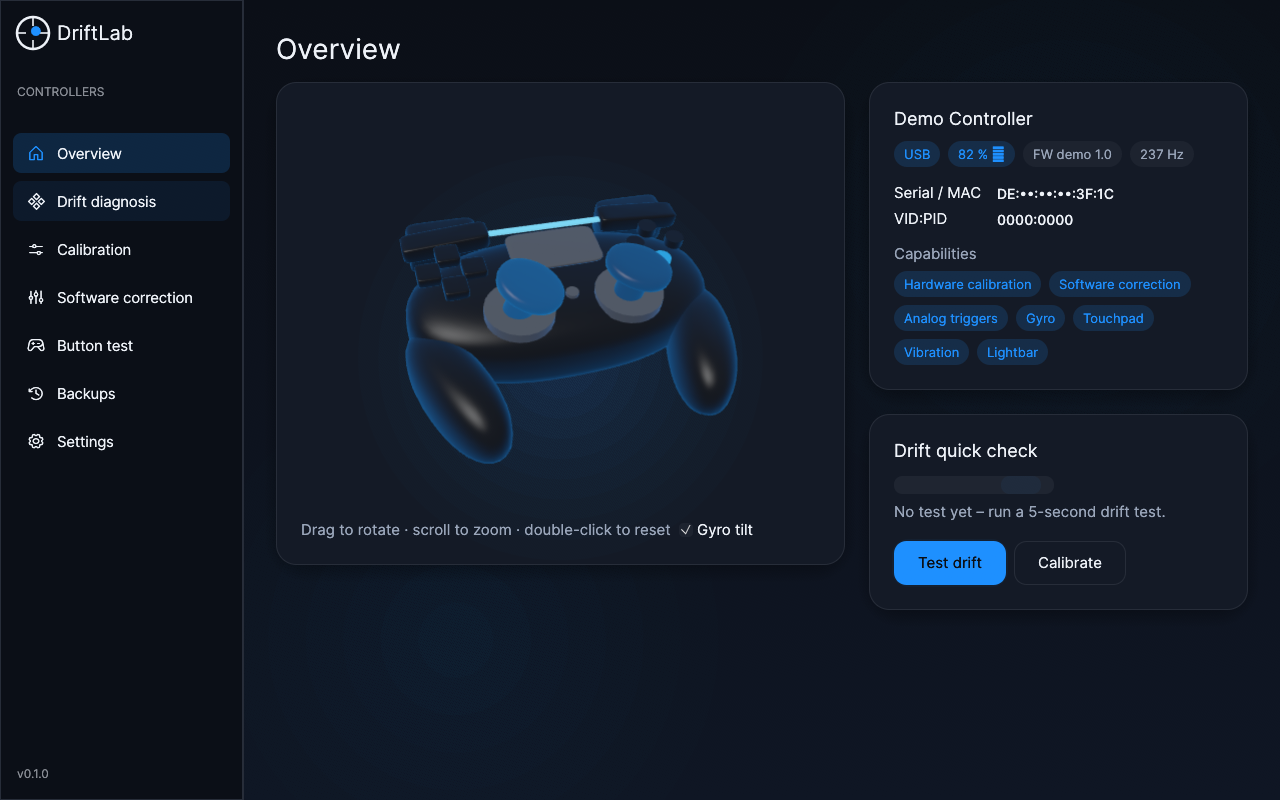 DriftLab
CONTROLLERS
Overview
Drift diagnosis
Calibration
Software correction
Button test
Backups
Settings
v0.1.0
Overview
Drag to rotate · scroll to zoom · double-click to reset ✓ Gyro tilt
Demo Controller
USB 82 % ▓ FW demo 1.0 237 Hz
Serial / MAC DE:••:••:••:3F:1C
VID:PID 0000:0000
Capabilities
Hardware calibration Software correction
Analog triggers Gyro Touchpad
Vibration Lightbar
Drift quick check
No test yet – run a 5-second drift test.
Test drift Calibrate